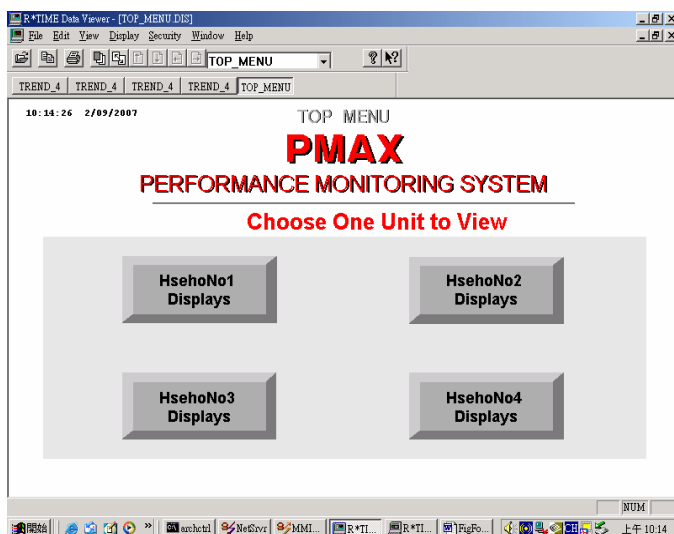 R*TIME Data Viewer - [TOP_MENU.DIS]
File Edit View Display Security Window Help
TOP_MENU
TREND_4 TREND_4 TREND_4 TREND_4 TOP_MENU
10:14:26 2/09/2007
TOP MENU
PMAX
PERFORMANCE MONITORING SYSTEM
Choose One Unit to View
HsehoNo1
Displays
HsehoNo2
Displays
HsehoNo3
Displays
HsehoNo4
Displays
NUM
開始 » archctrl NetSrvr MMI... R*TI... R*TI... FigFo... CH 上午 10:14